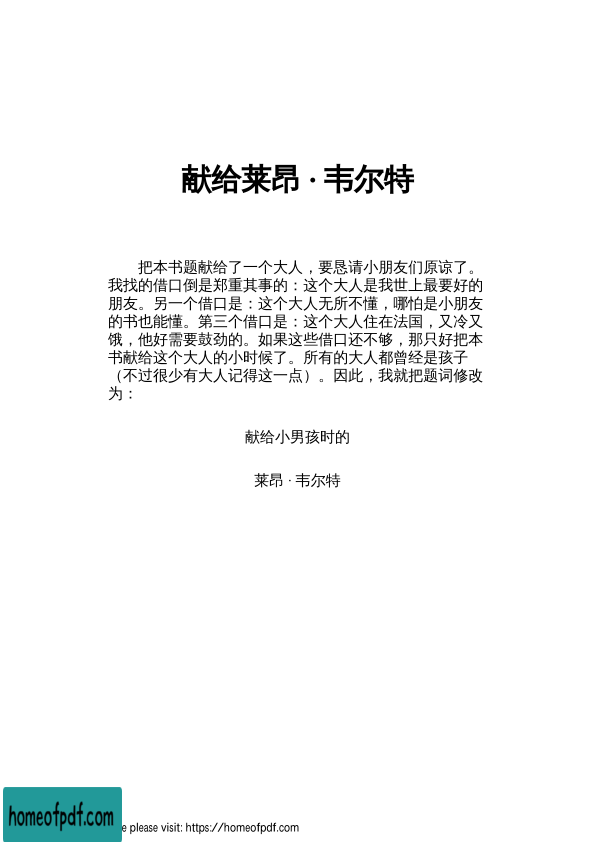 献给莱昂 · 韦尔特
把本书题献给了一个大人，要恳请小朋友们原谅了。
我找的借口倒是郑重其事的：这个大人是我世上最要好的
朋友。另一个借口是：这个大人无所不懂，哪怕是小朋友
的书也能懂。第三个借口是：这个大人住在法国，又冷又
饿，他好需要鼓劲的。如果这些借口还不够，那只好把本
书献给这个大人的小时候了。所有的大人都曾经是孩子
（不过很少有大人记得这一点）。因此，我就把题词修改
为：
献给小男孩时的
莱昂 · 韦尔特
homeofpdf.com
please visit: https://homeofpdf.com